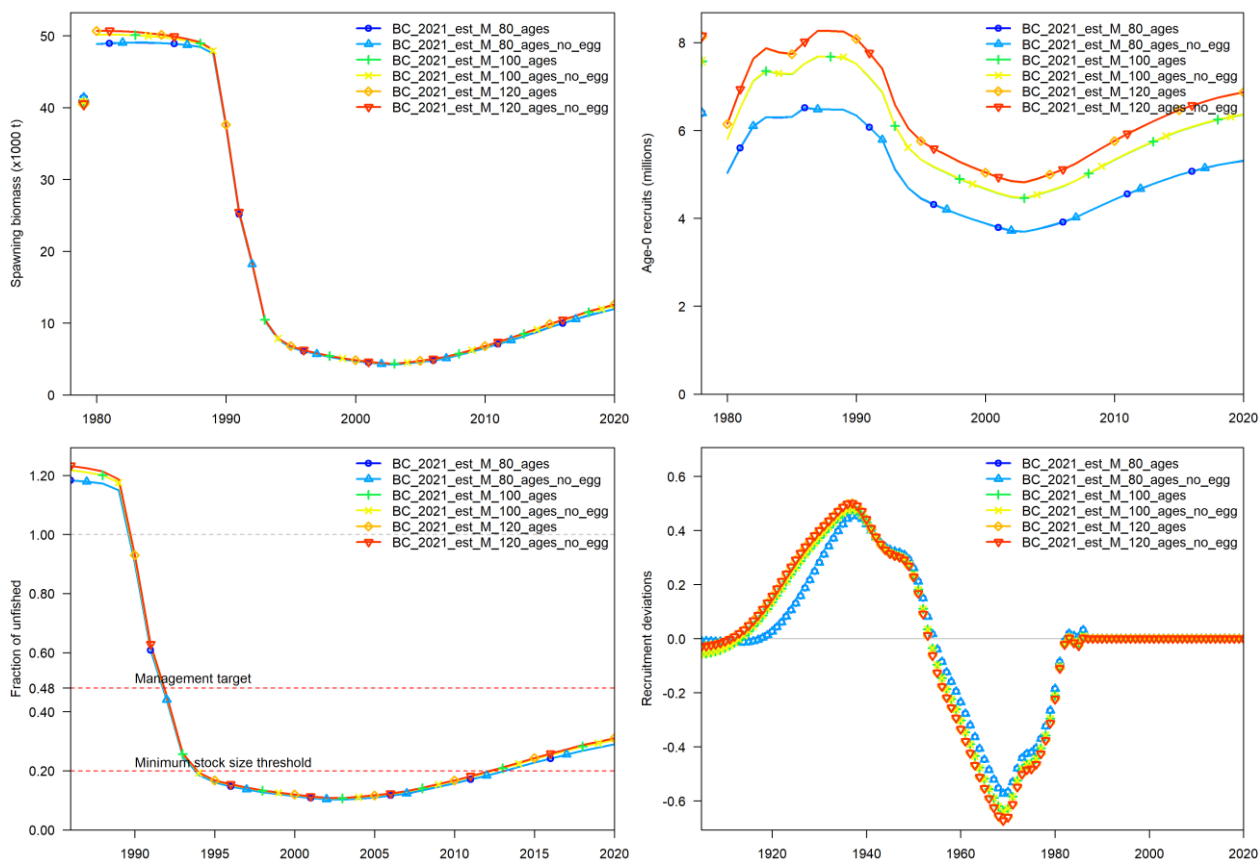 Spawning biomass (x1000 t)
50
40
30
20
10
0
1980
1990
2000
2010
2020
BC_2021_est_M_80_ages
BC_2021_est_M_80_ages_no_egg
BC_2021_est_M_100_ages
BC_2021_est_M_100_ages_no_egg
BC_2021_est_M_120_ages
BC_2021_est_M_120_ages_no_egg
Age-0 recruits (millions)
8
6
4
2
0
1980
1990
2000
2010
2020
BC_2021_est_M_80_ages
BC_2021_est_M_80_ages_no_egg
BC_2021_est_M_100_ages
BC_2021_est_M_100_ages_no_egg
BC_2021_est_M_120_ages
BC_2021_est_M_120_ages_no_egg
Fraction of unfished
1.20
1.00
0.80
0.60
0.48
0.40
0.20
0.00
Management target
Minimum stock size threshold
1990
1995
2000
2005
2010
2015
2020
BC_2021_est_M_80_ages
BC_2021_est_M_80_ages_no_egg
BC_2021_est_M_100_ages
BC_2021_est_M_100_ages_no_egg
BC_2021_est_M_120_ages
BC_2021_est_M_120_ages_no_egg
Recruitment deviations
0.6
0.4
0.2
0.0
-0.2
-0.4
-0.6
1920
1940
1960
1980
2000
2020
BC_2021_est_M_80_ages
BC_2021_est_M_80_ages_no_egg
BC_2021_est_M_100_ages
BC_2021_est_M_100_ages_no_egg
BC_2021_est_M_120_ages
BC_2021_est_M_120_ages_no_egg